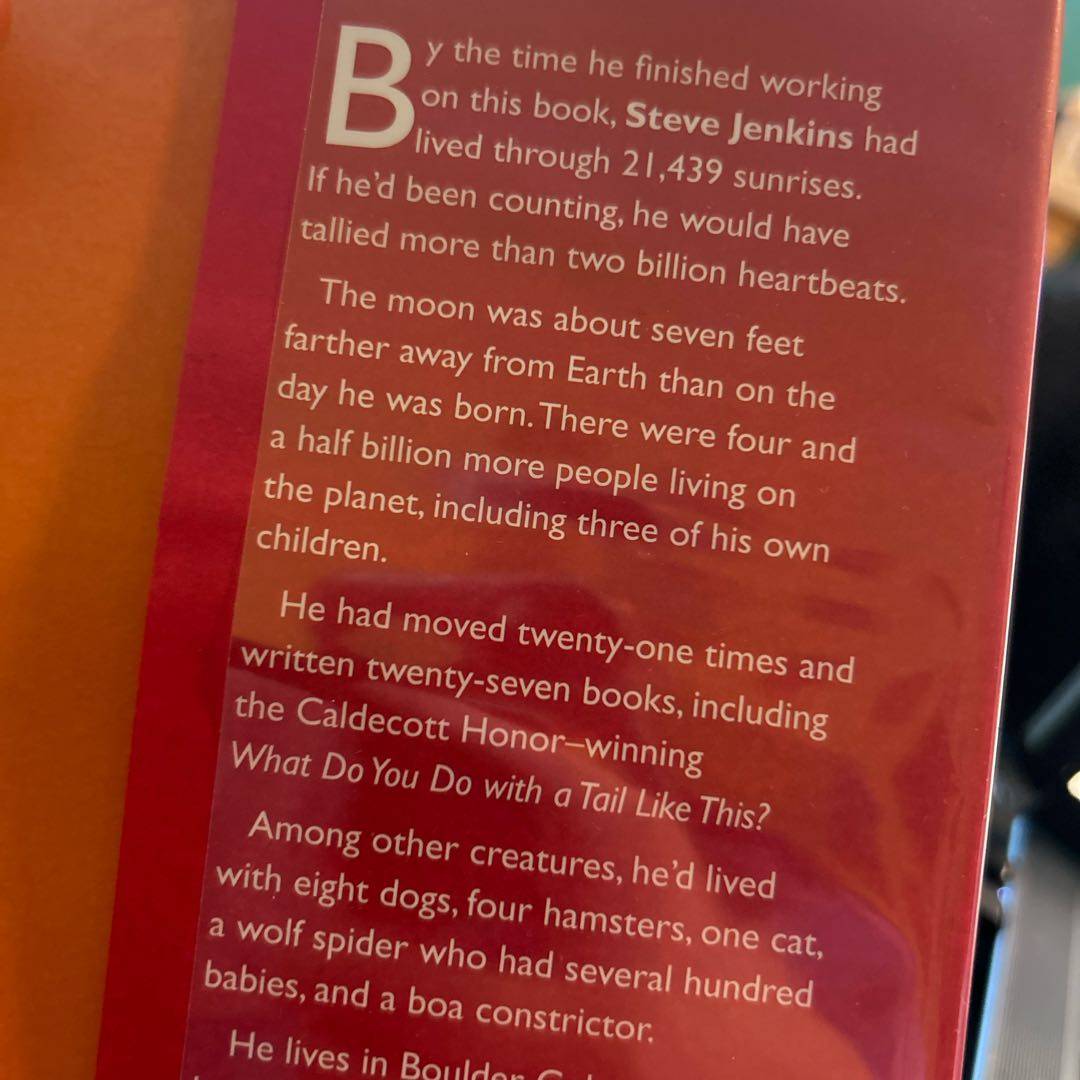 By the time he finished working
on this book, Steve Jenkins had
lived through 21,439 sunrises.
If he'd been counting, he would have
tallied more than two billion heartbeats.
The moon was about seven feet
farther away from Earth than on the
day he was born. There were four and
a half billion more people living on
the planet, including three of his own
children.
He had moved twenty-one times and
written twenty-seven books, including
the Caldecott Honor–winning
What Do You Do with a Tail Like This?
Among other creatures, he'd lived
with eight dogs, four hamsters, one cat,
a wolf spider who had several hundred
babies, and a boa constrictor.
He lives in Boulder